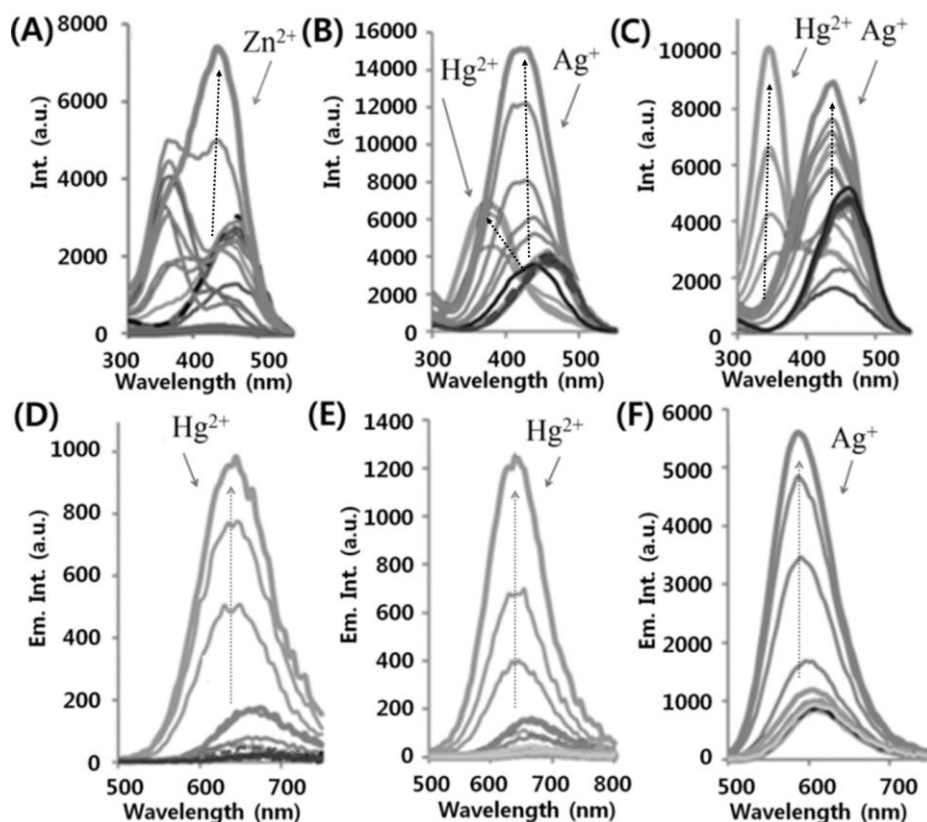 (A)
Zn2+
8000
6000
4000
2000
0
Int. (a.u.)
300 400 500
Wavelength (nm)
(B)
Hg2+
Ag+
16000
14000
12000
10000
8000
6000
4000
2000
0
Int. (a.u.)
300 400 500
Wavelength (nm)
(C)
Hg2+
Ag+
10000
8000
6000
4000
2000
0
Int. (a.u.)
300 400 500
Wavelength (nm)
(D)
Hg2+
1000
800
600
400
200
0
Em. Int. (a.u.)
500 600 700
Wavelength (nm)
(E)
Hg2+
1400
1200
1000
800
600
400
200
0
Em. Int. (a.u.)
500 600 700 800
Wavelength (nm)
(F)
Ag+
6000
5000
4000
3000
2000
1000
0
Em. Int. (a.u.)
500 600 700
Wavelength (nm)